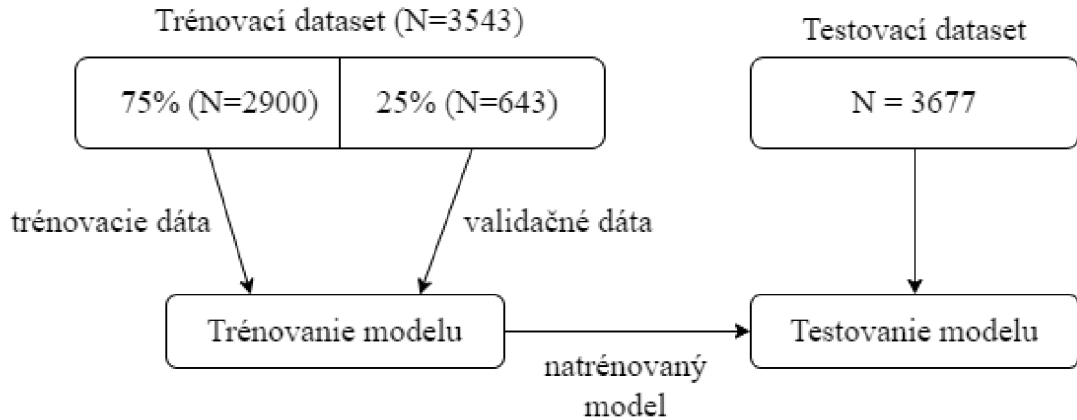 Trénovací dataset (N=3543)
Testovací dataset
75% (N=2900)
25% (N=643)
N = 3677
trénovacie dáta
validačné dáta
Trénovanie modelu
Testovanie modelu
natrénovaný
model